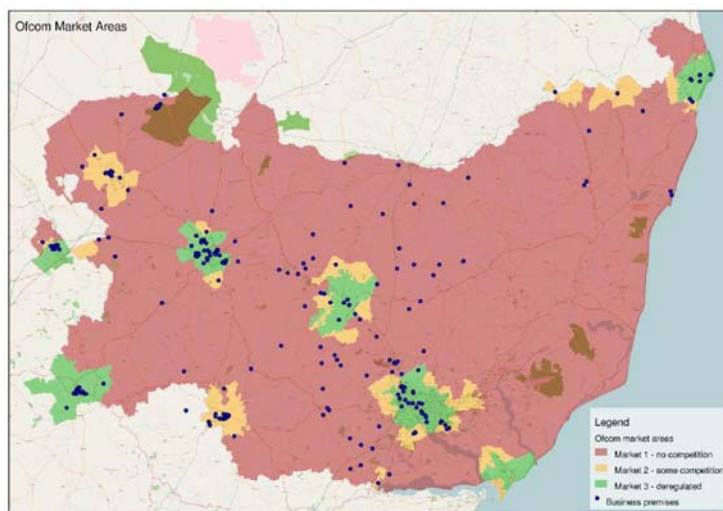 Ofcom Market Areas
Legend
Ofcom market areas
Market 1 - no competition
Market 2 - some competition
Market 3 - deregulated
Business premises